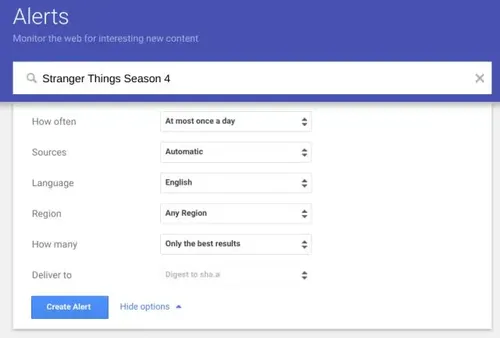 Alerts
Monitor the web for interesting new content
Stranger Things Season 4
How often At most once a day
Sources Automatic
Language English
Region Any Region
How many Only the best results
Deliver to Digest to sha.a
Create Alert Hide options